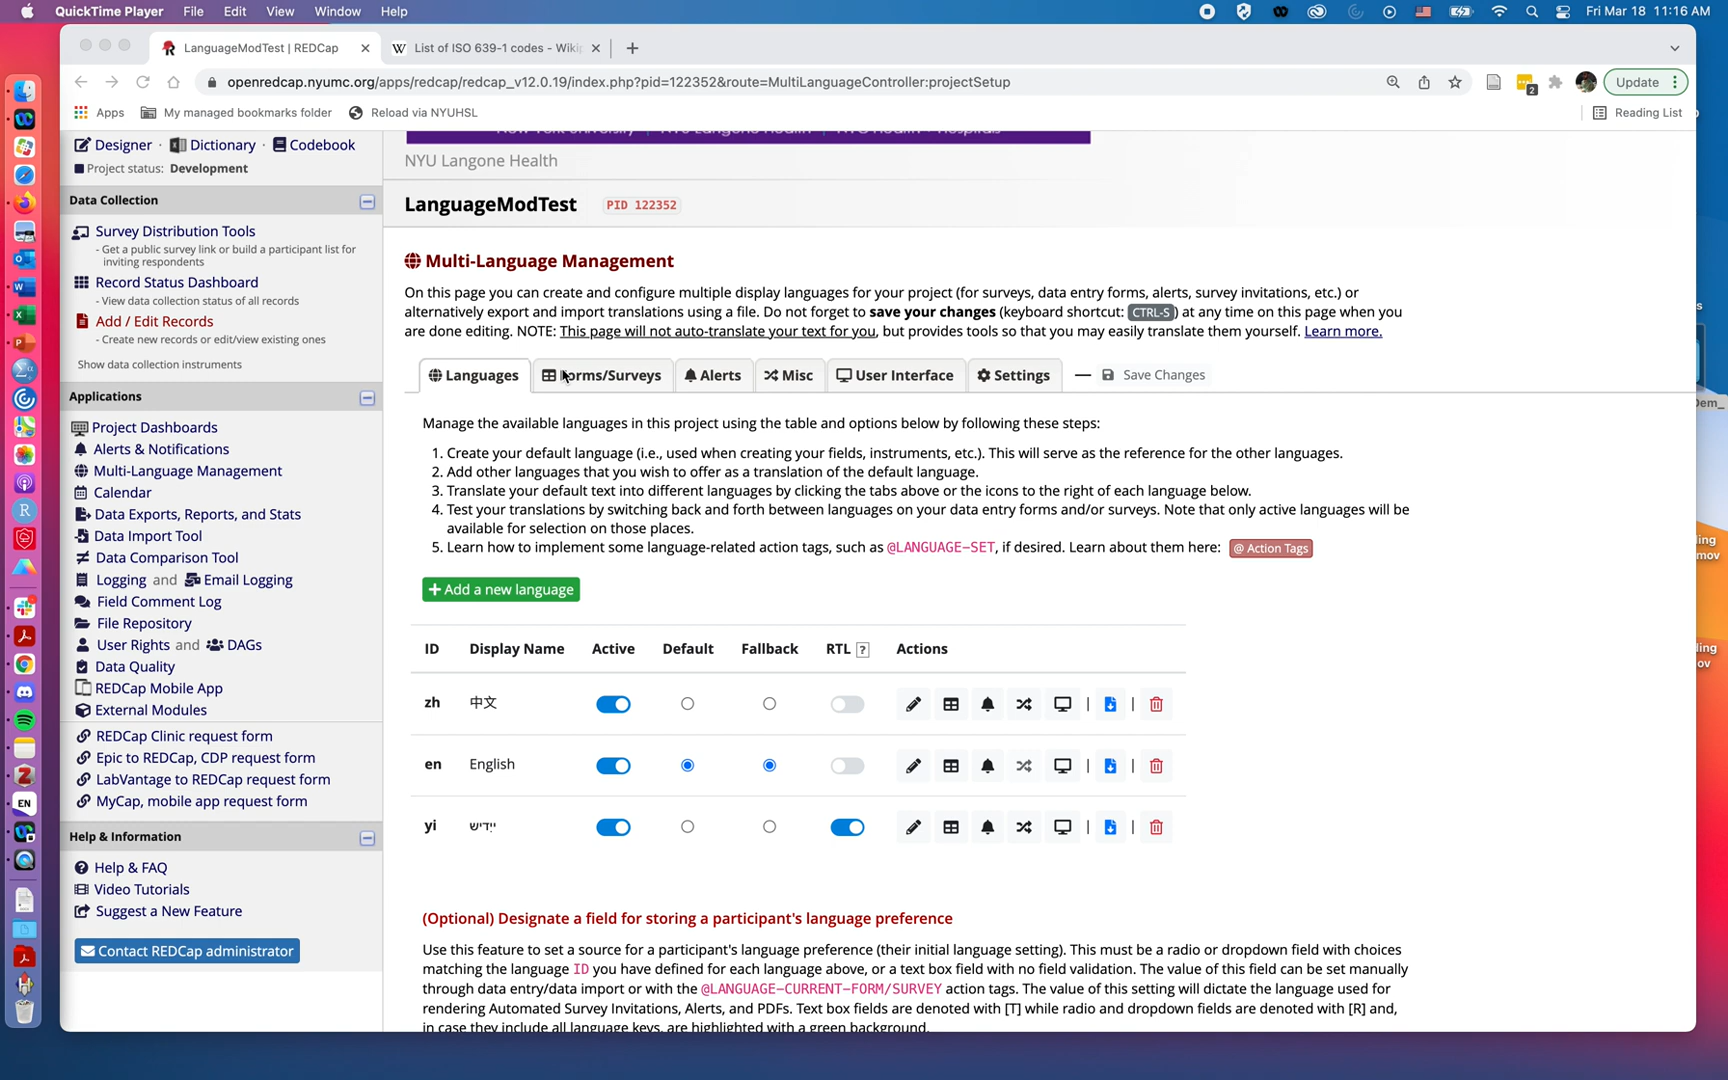 QuickTime Player File Edit View Window Help
Fri Mar 18 11:16 AM
LanguageModTest | REDCap
List of ISO 639-1 codes - Wiki
openredcap.nyumc.org/apps/redcap/redcap_v12.0.19/index.php?pid=122352&route=MultiLanguageController:projectSetup
Update
Apps My managed bookmarks folder Reload via NYUHSL
Reading List
Designer · Dictionary · Codebook
Project status: Development
Data Collection
Survey Distribution Tools
- Get a public survey link or build a participant list for
inviting respondents
Record Status Dashboard
- View data collection status of all records
Add / Edit Records
- Create new records or edit/view existing ones
Show data collection instruments
Applications
Project Dashboards
Alerts & Notifications
Multi-Language Management
Calendar
Data Exports, Reports, and Stats
Data Import Tool
Data Comparison Tool
Logging and Email Logging
Field Comment Log
File Repository
User Rights and DAGs
Data Quality
REDCap Mobile App
External Modules
REDCap Clinic request form
Epic to REDCap, CDP request form
LabVantage to REDCap request form
MyCap, mobile app request form
Help & Information
Help & FAQ
Video Tutorials
Suggest a New Feature
Contact REDCap administrator
NYU Langone Health
LanguageModTest PID 122352
Multi-Language Management
On this page you can create and configure multiple display languages for your project (for surveys, data entry forms, alerts, survey invitations, etc.) or
alternatively export and import translations using a file. Do not forget to save your changes (keyboard shortcut: CTRL-S ) at any time on this page when you
are done editing. NOTE: This page will not auto-translate your text for you, but provides tools so that you may easily translate them yourself. Learn more.
Languages Forms/Surveys Alerts Misc User Interface Settings — Save Changes
Manage the available languages in this project using the table and options below by following these steps:
1. Create your default language (i.e., used when creating your fields, instruments, etc.). This will serve as the reference for the other languages.
2. Add other languages that you wish to offer as a translation of the default language.
3. Translate your default text into different languages by clicking the tabs above or the icons to the right of each language below.
4. Test your translations by switching back and forth between languages on your data entry forms and/or surveys. Note that only active languages will be
available for selection on those places.
5. Learn how to implement some language-related action tags, such as @LANGUAGE-SET, if desired. Learn about them here: @ Action Tags
+ Add a new language
ID Display Name Active Default Fallback RTL ? Actions
zh 中文
en English
yi ייִדיש
(Optional) Designate a field for storing a participant's language preference
Use this feature to set a source for a participant's language preference (their initial language setting). This must be a radio or dropdown field with choices
matching the language ID you have defined for each language above, or a text box field with no field validation. The value of this field can be set manually
through data entry/data import or with the @LANGUAGE-CURRENT-FORM/SURVEY action tags. The value of this setting will dictate the language used for
rendering Automated Survey Invitations, Alerts, and PDFs. Text box fields are denoted with [T] while radio and dropdown fields are denoted with [R] and,
in case they include all language keys, are highlighted with a green background.